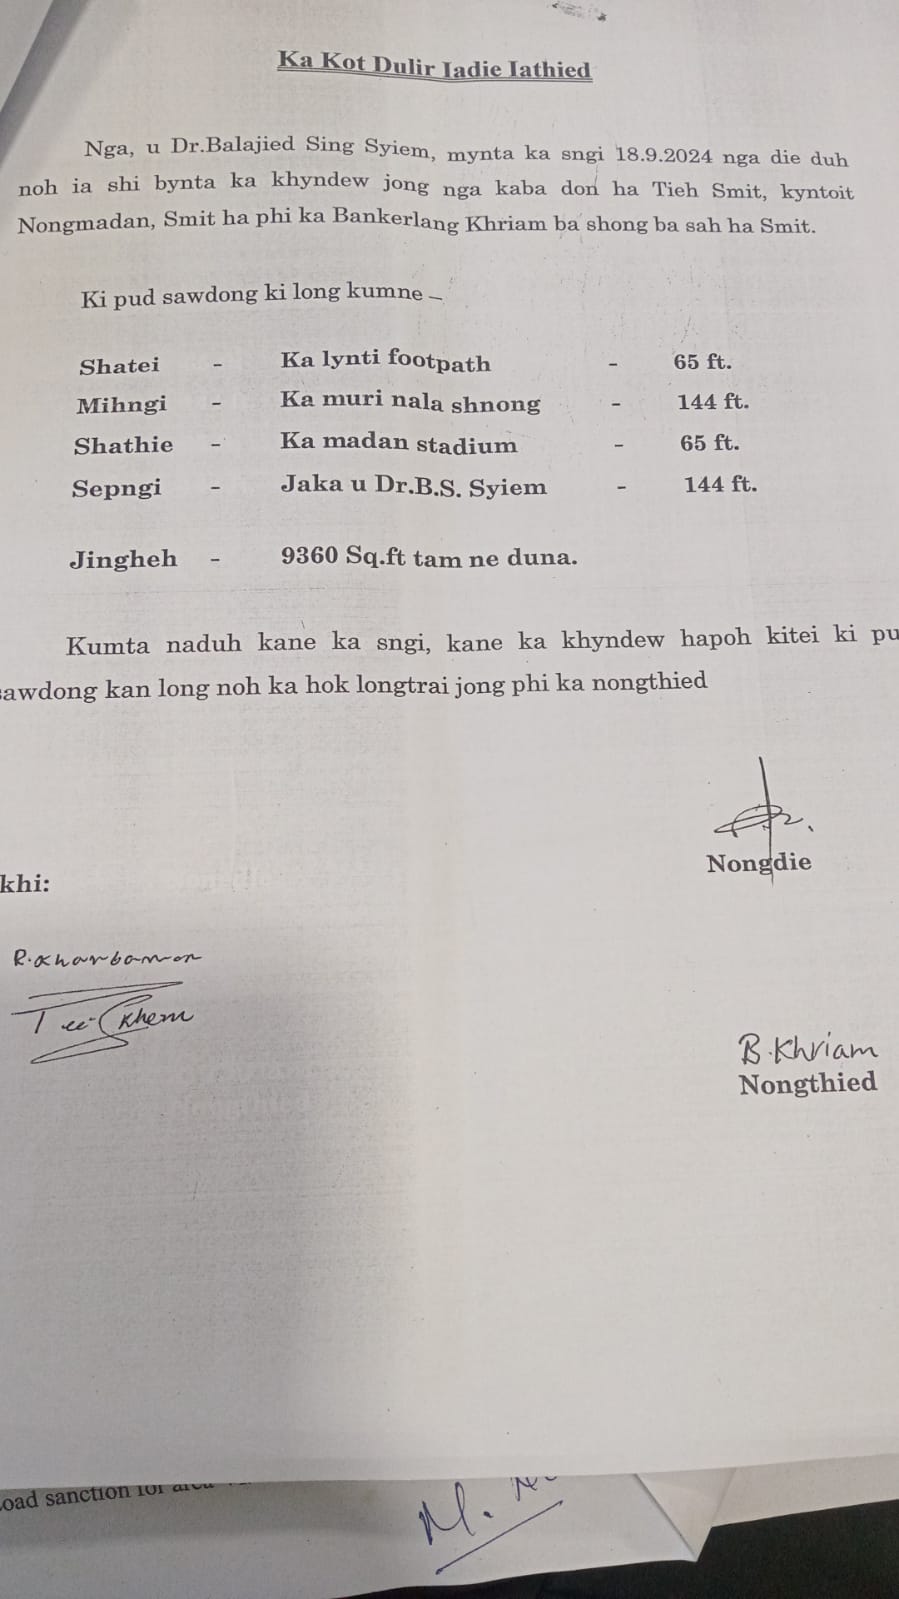 Ka Kot Dulir Iadie Iathied
Nga, u Dr.Balajied Sing Syiem, mynta ka sngi 18.9.2024 nga die duh
noh ia shi bynta ka khyndew jong nga kaba don ha Tieh Smit, kyntoit
Nongmadan, Smit ha phi ka Bankerlang Khriam ba shong ba sah ha Smit.
Ki pud sawdong ki long kumne –
Shatei - Ka lynti footpath - 65 ft.
Mihngi - Ka muri nala shnong - 144 ft.
Shathie - Ka madan stadium - 65 ft.
Sepngi - Jaka u Dr.B.S. Syiem - 144 ft.
Jingheh - 9360 Sq.ft tam ne duna.
Kumta naduh kane ka sngi, kane ka khyndew hapoh kitei ki pu
sawdong kan long noh ka hok longtrai jong phi ka nongthied
Nongdie
khi:
R. Kharbamon
B. Khriam
Nongthied
oad sanction for area
M.